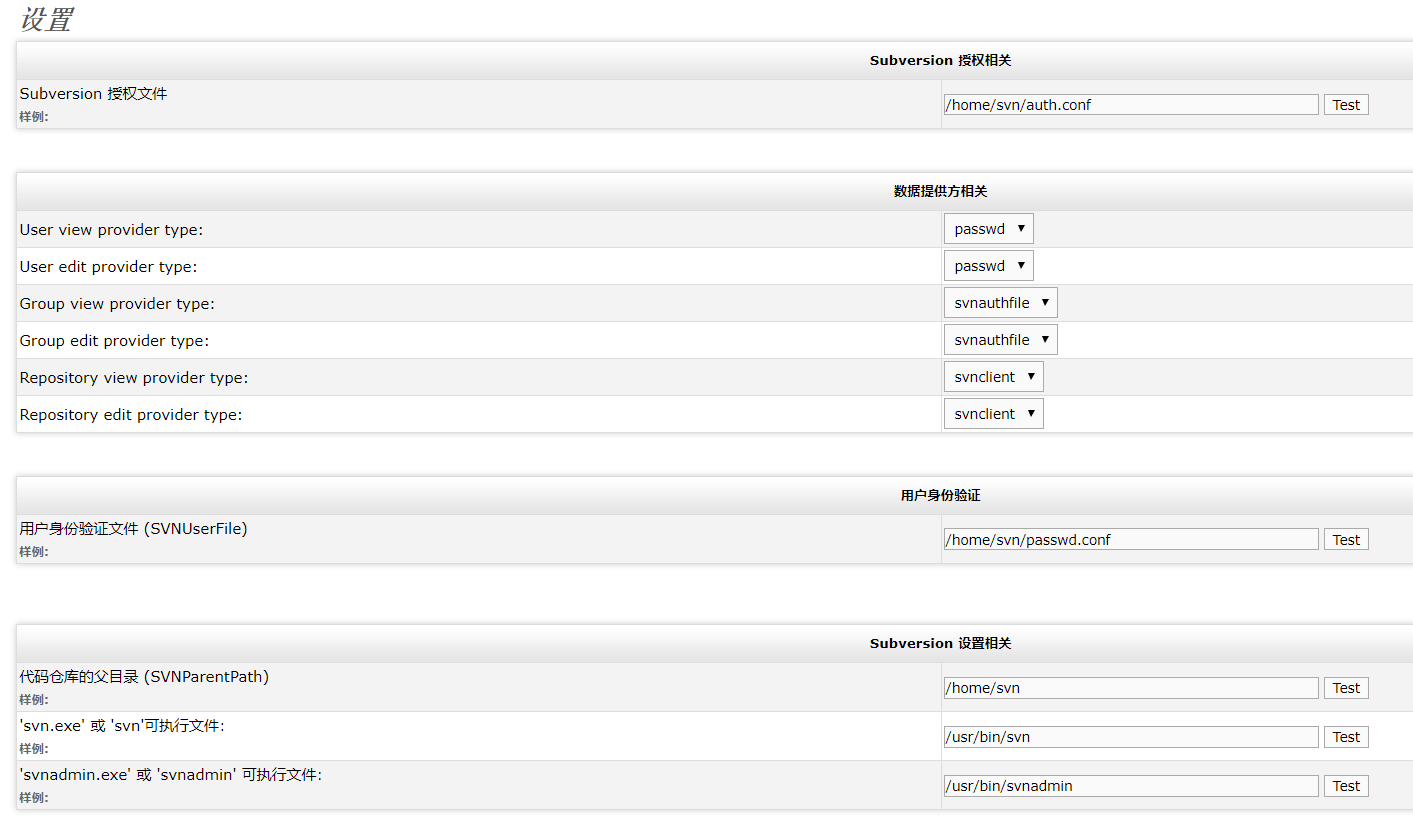 设置
Subversion 授权相关
Subversion 授权文件
样例:
/home/svn/auth.conf
Test
数据提供方相关
User view provider type:
passwd
User edit provider type:
passwd
Group view provider type:
svnauthfile
Group edit provider type:
svnauthfile
Repository view provider type:
svnclient
Repository edit provider type:
svnclient
用户身份验证
用户身份验证文件 (SVNUserFile)
样例:
/home/svn/passwd.conf
Test
Subversion 设置相关
代码仓库的父目录 (SVNParentPath)
样例:
/home/svn
Test
'svn.exe' 或 'svn'可执行文件:
样例:
/usr/bin/svn
Test
'svnadmin.exe' 或 'svnadmin' 可执行文件:
样例:
/usr/bin/svnadmin
Test